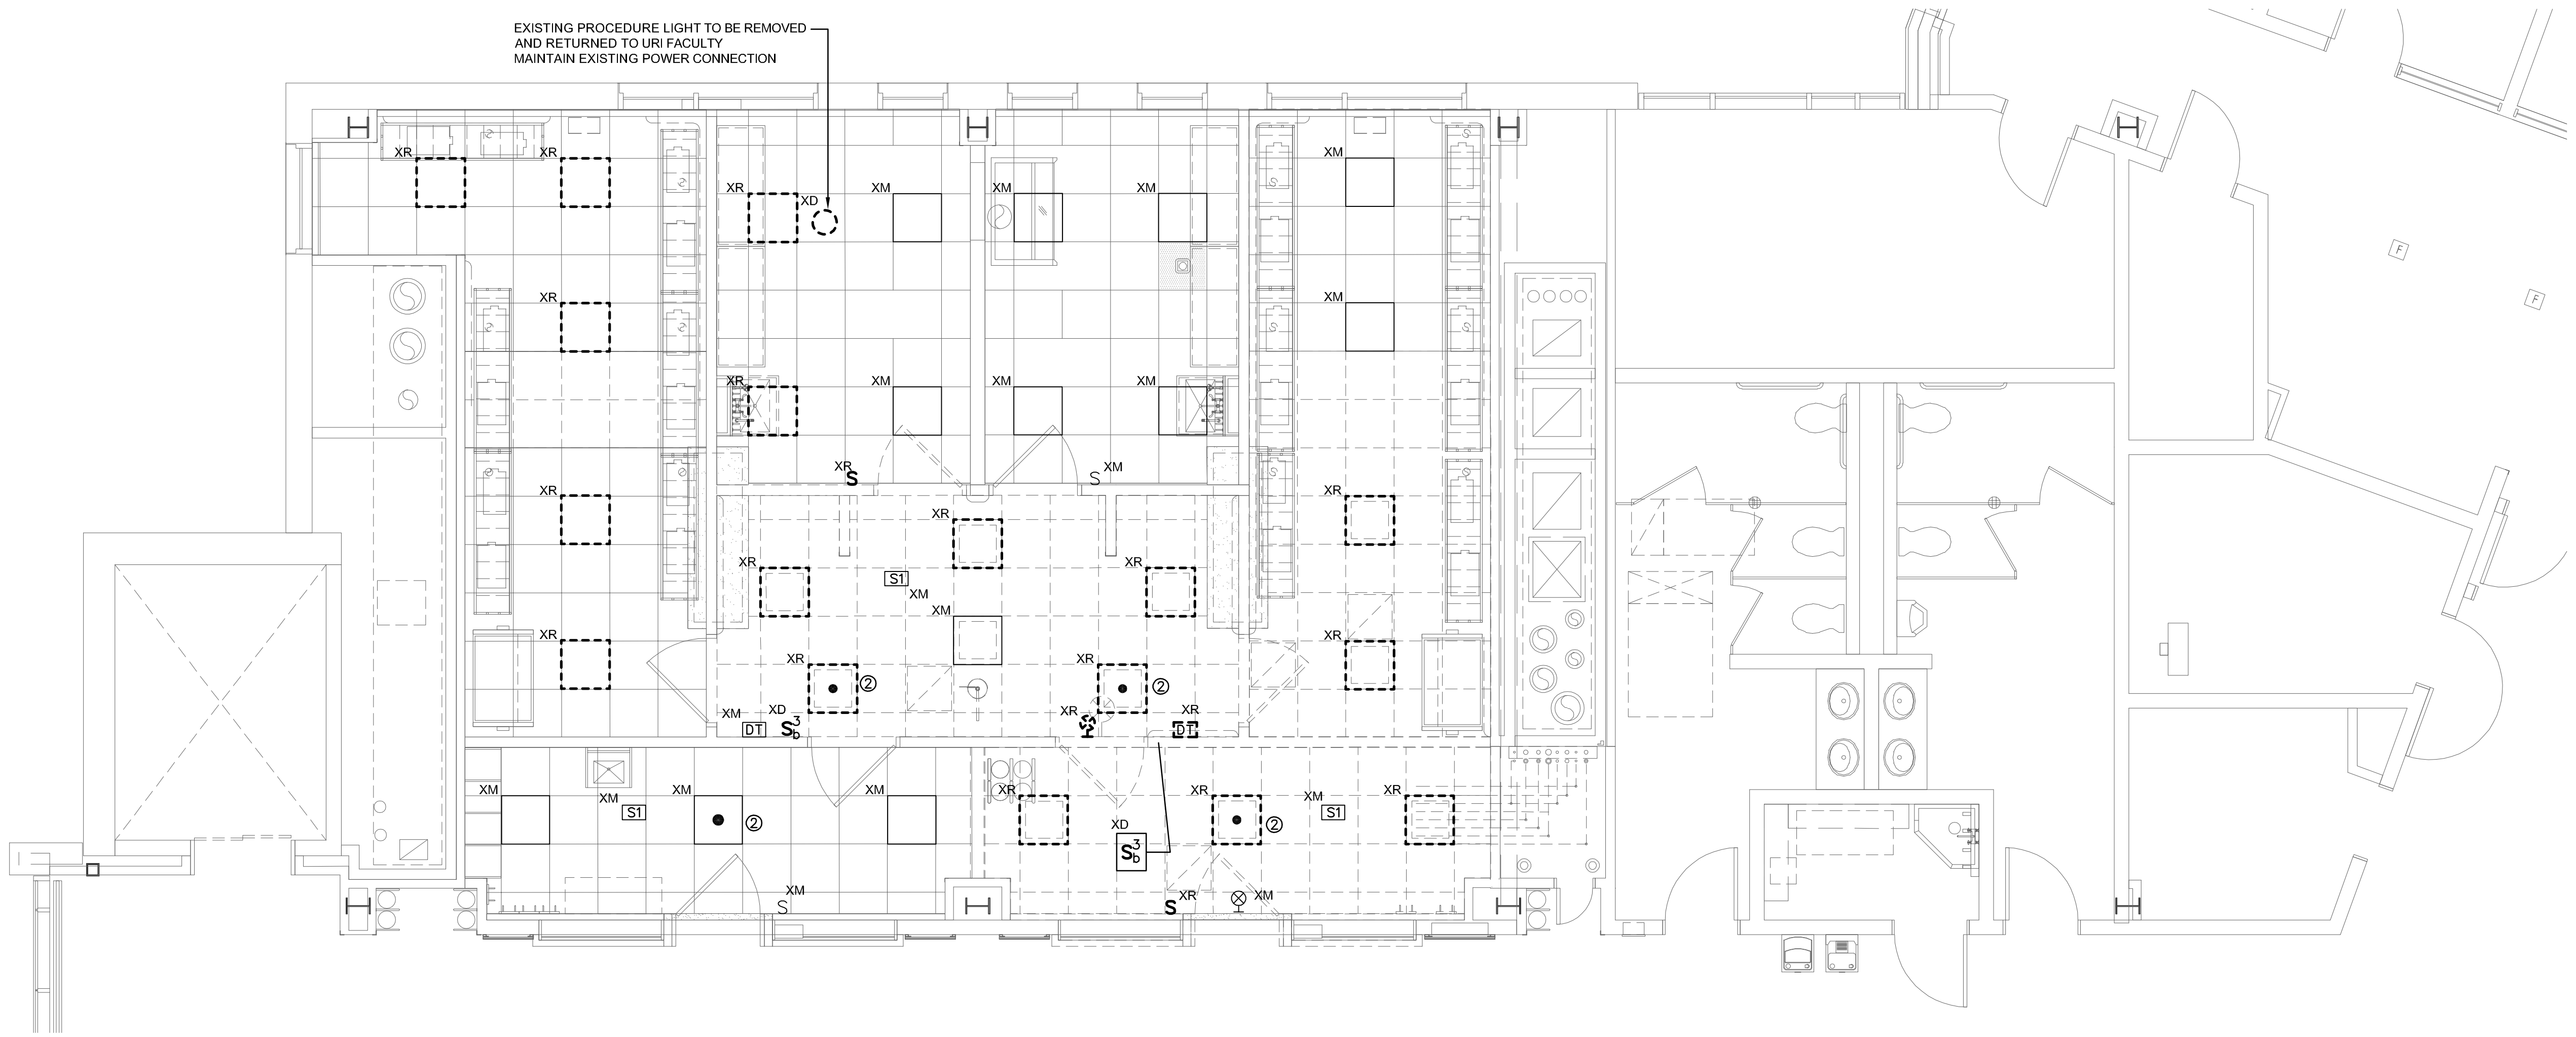 EXISTING PROCEDURE LIGHT TO BE REMOVED
AND RETURNED TO URI FACULTY
MAINTAIN EXISTING POWER CONNECTION
XR
XR
XM
XR
XM
XM
XM
XD
F
F
XR
XM
XR
XM
XM
XM
XR
S
S
XM
XR
XR
XR
XR
XR
S1
XM
XM
XR
XR
XR
XR
2
2
XM
XD
XR
XR
DT
S3b
DT
XM
XM
S1
XM
XM
2
XR
XR
XM
S1
XR
2
XD
S3b
XM
S
XR
S
XM